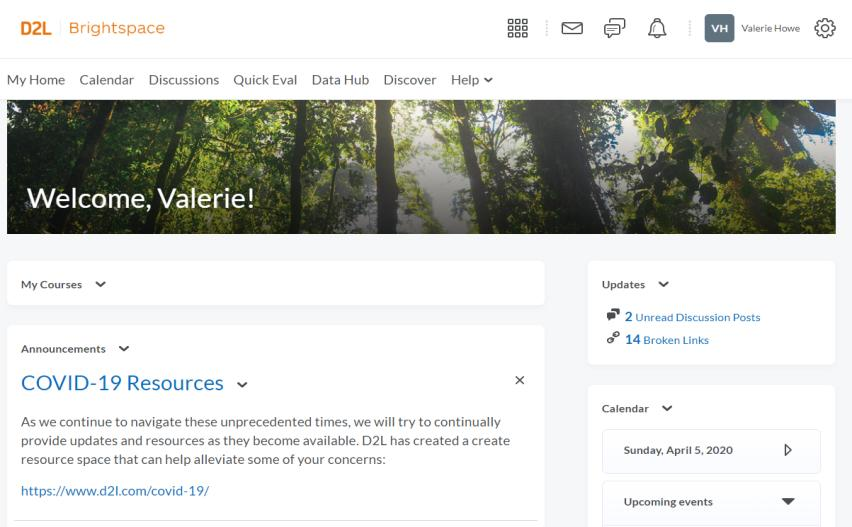 D2L Brightspace
VH Valerie Howe
My Home Calendar Discussions Quick Eval Data Hub Discover Help
Welcome, Valerie!
My Courses
Announcements
COVID-19 Resources
As we continue to navigate these unprecedented times, we will try to continually
provide updates and resources as they become available. D2L has created a create
resource space that can help alleviate some of your concerns:
https://www.d2l.com/covid-19/
Updates
2 Unread Discussion Posts
14 Broken Links
Calendar
Sunday, April 5, 2020
Upcoming events